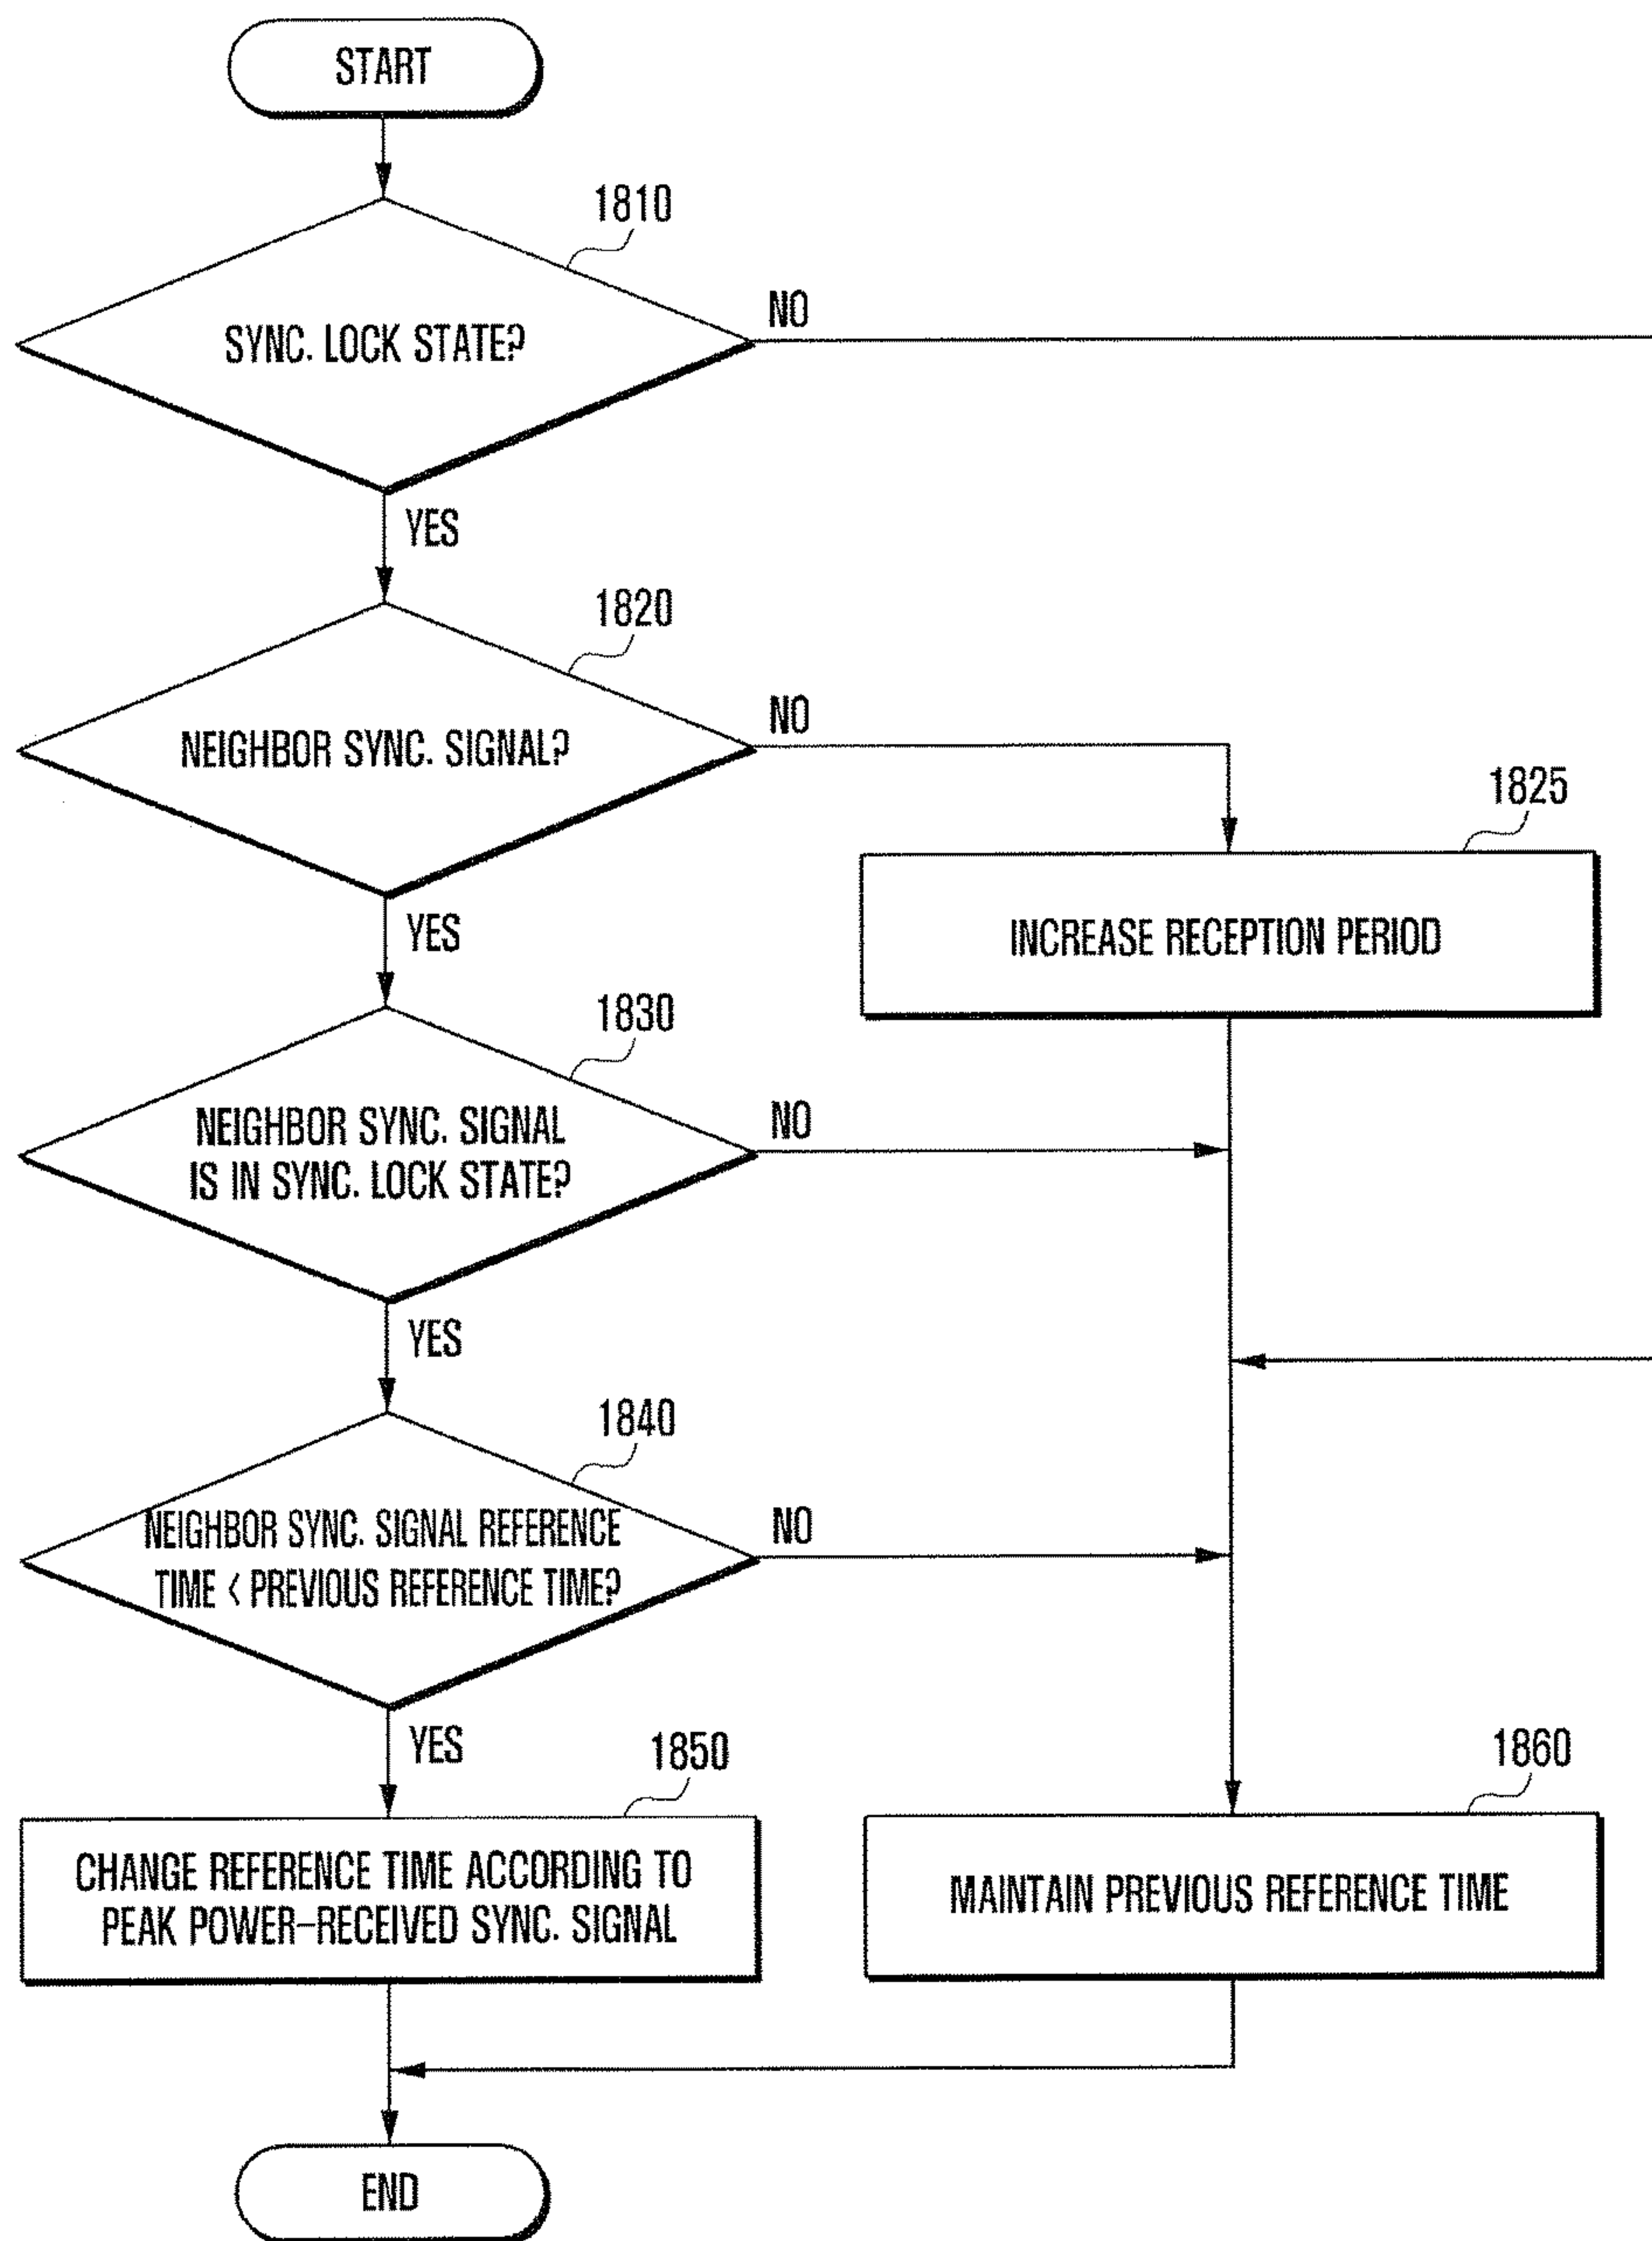 START
1810
SYNC. LOCK STATE?
NO
YES
1820
NEIGHBOR SYNC. SIGNAL?
NO
1825
INCREASE RECEPTION PERIOD
YES
1830
NEIGHBOR SYNC. SIGNAL
IS IN SYNC. LOCK STATE?
NO
YES
1840
NEIGHBOR SYNC. SIGNAL REFERENCE
TIME < PREVIOUS REFERENCE TIME?
NO
YES
1850
CHANGE REFERENCE TIME ACCORDING TO
PEAK POWER-RECEIVED SYNC. SIGNAL
1860
MAINTAIN PREVIOUS REFERENCE TIME
END